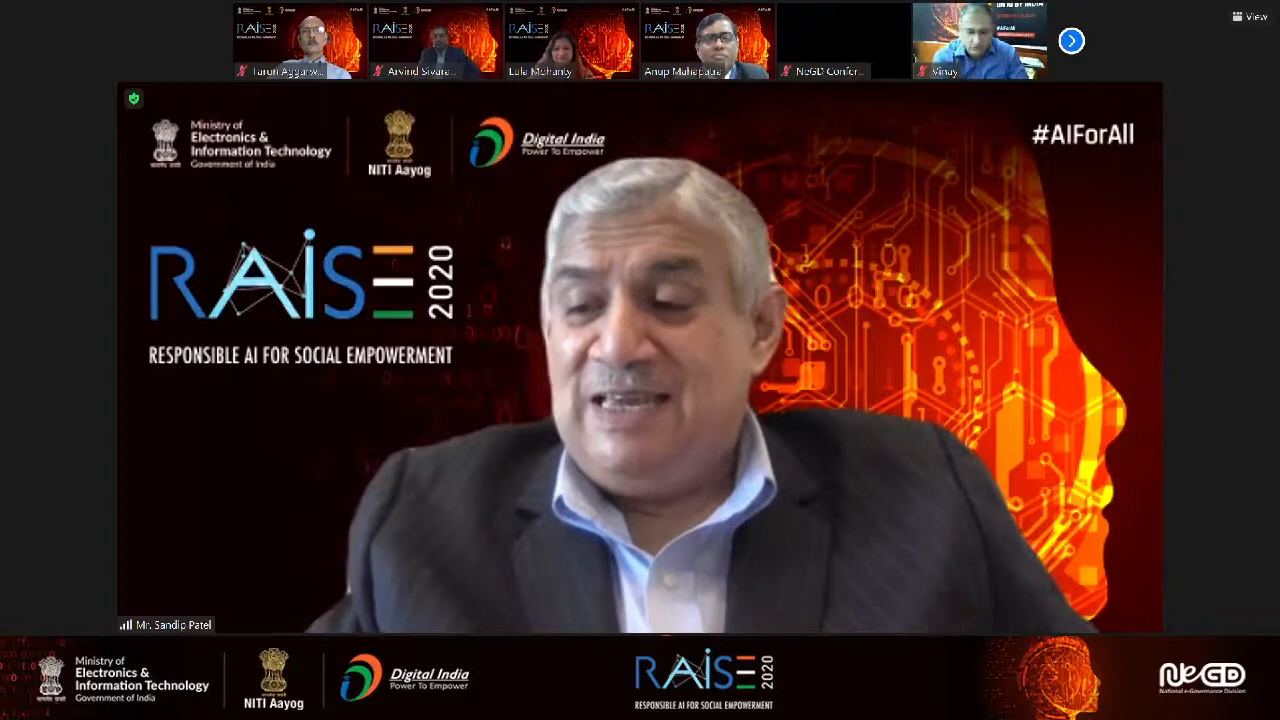 View
Tarun Aggarw...
Arvind Sivara...
Lula Mohanty
Anup Mahapatra
NeGD Confer...
Vinay
Ministry of
Electronics &
Information Technology
Government of India
NITI Aayog
Digital India
Power To Empower
#AIForAll
RAISE 2020
RESPONSIBLE AI FOR SOCIAL EMPOWERMENT
Mr. Sandip Patel
Ministry of
Electronics &
Information Technology
Government of India
NITI Aayog
Digital India
Power To Empower
RAISE 2020
RESPONSIBLE AI FOR SOCIAL EMPOWERMENT
NeGD
National e-Governance Division